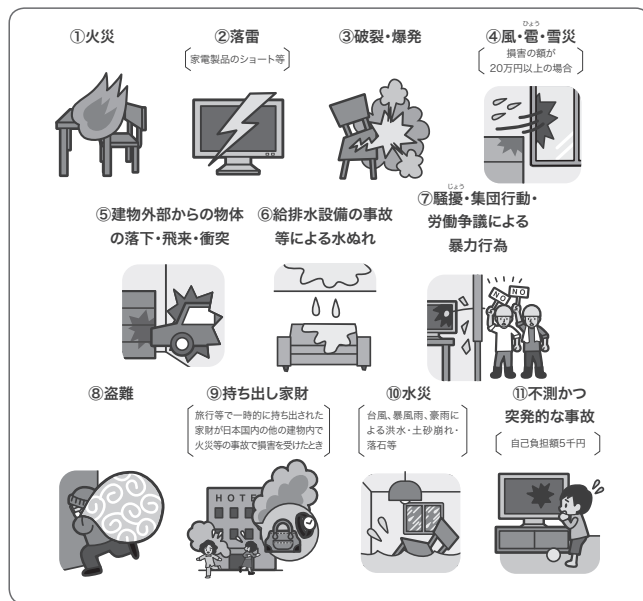 ①火災
②落雷
家電製品のショート等
③破裂・爆発
④風・雹・雪災
ひょう
損害の額が
20万円以上の場合
⑤建物外部からの物体
の落下・飛来・衝突
⑥給排水設備の事故
等による水ぬれ
⑦騒擾・集団行動・
じょう
労働争議による
暴力行為
NO
NO
⑧盗難
⑨持ち出し家財
旅行等で一時的に持ち出された
家財が日本国内の他の建物内で
火災等の事故で損害を受けたとき
HOTE
⑩水災
台風、暴風雨、豪雨に
よる洪水・土砂崩れ・
落石等
⑪不測かつ
突発的な事故
自己負担額5千円